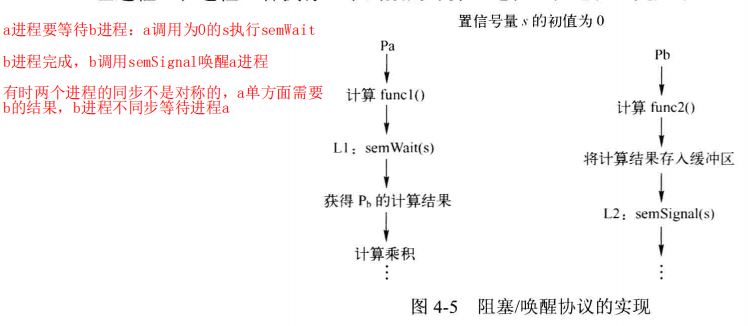 置信号量 s 的初值为 0
a进程要等待b进程：a调用为0的s执行semWait
b进程完成，b调用semSignal唤醒a进程
有时两个进程的同步不是对称的，a单方面需要
b的结果，b进程不同步等待进程a
Pa
计算 func1()
L1：semWait(s)
获得 Pb 的计算结果
计算乘积
⋮
Pb
计算 func2()
将计算结果存入缓冲区
L2：semSignal(s)
⋮
图 4-5 阻塞/唤醒协议的实现